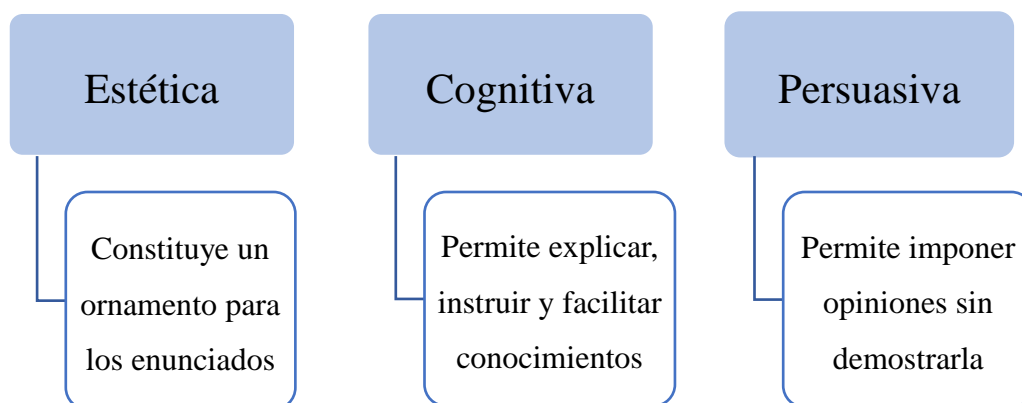 Estética
Constituye un
ornamento para
los enunciados
Cognitiva
Permite explicar,
instruir y facilitar
conocimientos
Persuasiva
Permite imponer
opiniones sin
demostrarla